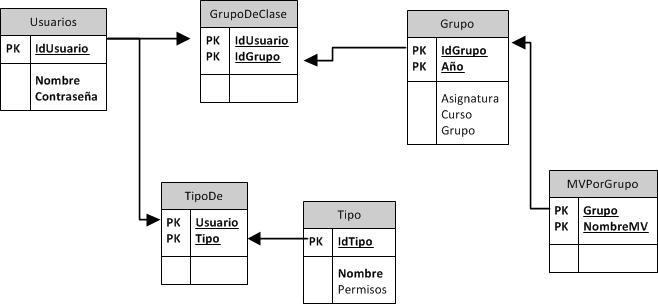 Usuarios
PK IdUsuario
Nombre
Contraseña
GrupoDeClase
PK IdUsuario
PK IdGrupo
Grupo
PK IdGrupo
PK Año
Asignatura
Curso
Grupo
TipoDe
PK Usuario
PK Tipo
Tipo
PK IdTipo
Nombre
Permisos
MVPorGrupo
PK Grupo
PK NombreMV